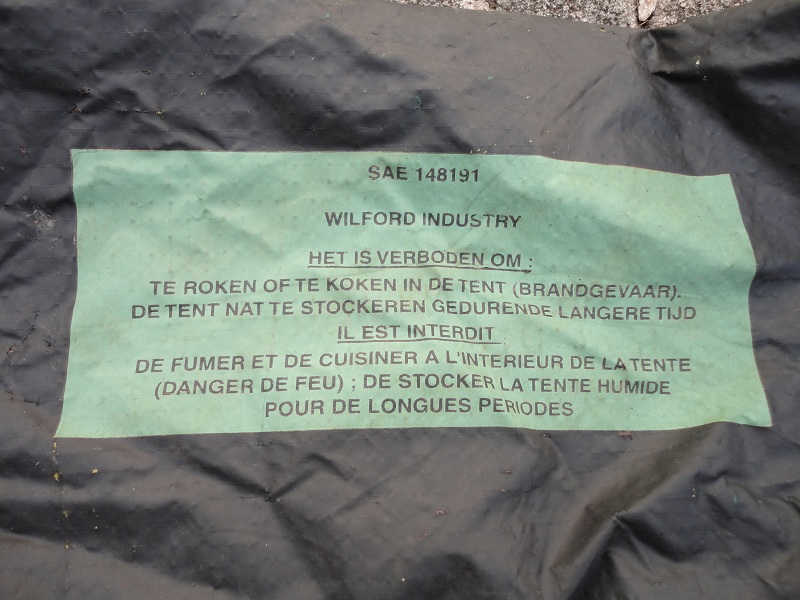 SAE 148191
WILFORD INDUSTRY
HET IS VERBODEN OM :
TE ROKEN OF TE KOKEN IN DE TENT (BRANDGEVAAR).
DE TENT NAT TE STOCKEREN GEDURENDE LANGERE TIJD
IL EST INTERDIT
DE FUMER ET DE CUISINER A L'INTERIEUR DE LA TENTE
(DANGER DE FEU) ; DE STOCKER LA TENTE HUMIDE
POUR DE LONGUES PERIODES